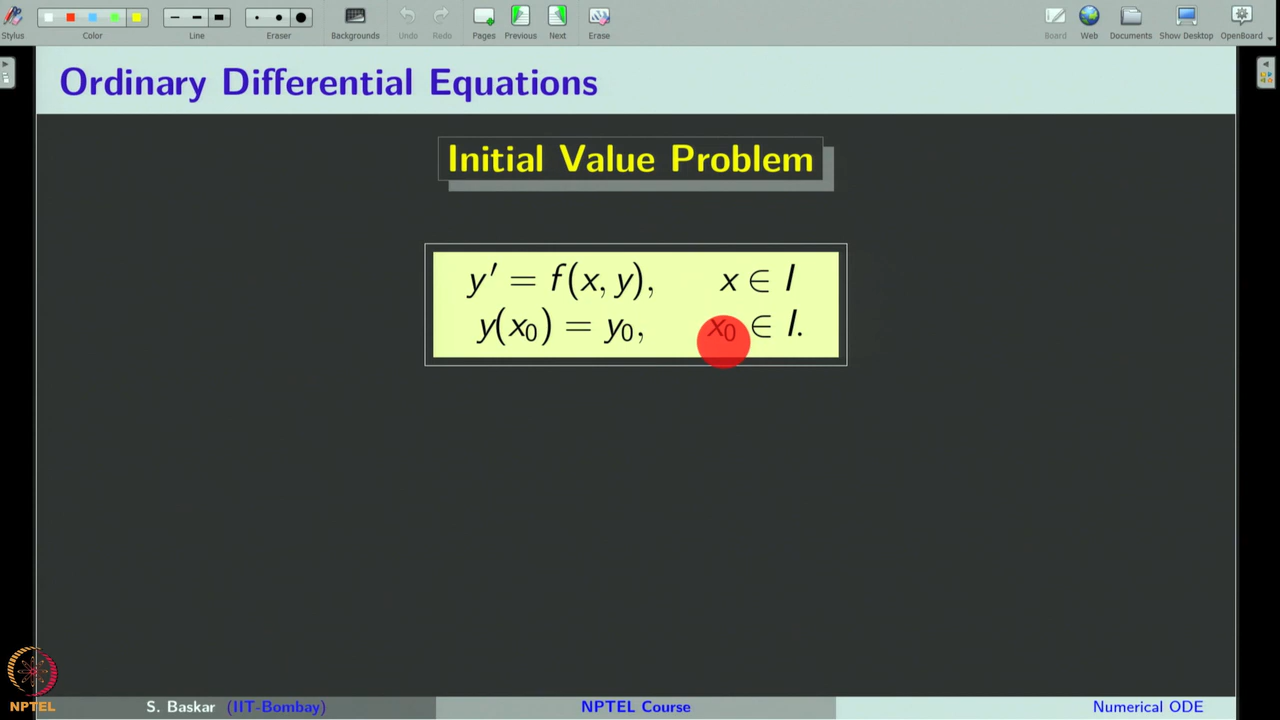 Stylus
Color
Line
Eraser
Backgrounds
Undo
Redo
Pages
Previous
Next
Erase
Board
Web
Documents
Show Desktop
OpenBoard
Ordinary Differential Equations
Initial Value Problem
y′ = f(x, y), x ∈ I
y(x₀) = y₀, x₀ ∈ I.
NPTEL
S. Baskar (IIT-Bombay)
NPTEL Course
Numerical ODE